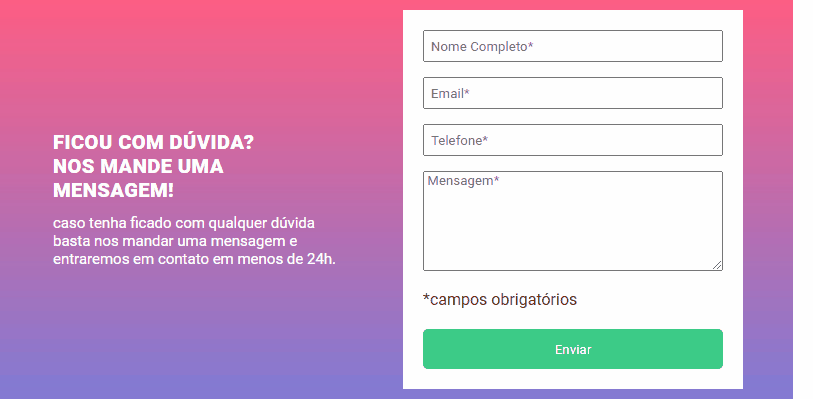 FICOU COM DÚVIDA?
NOS MANDE UMA
MENSAGEM!
caso tenha ficado com qualquer dúvida
basta nos mandar uma mensagem e
entraremos em contato em menos de 24h.
Nome Completo*
Email*
Telefone*
Mensagem*
*campos obrigatórios
Enviar